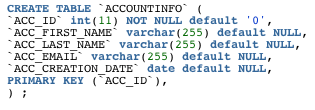 CREATE TABLE `ACCOUNTINFO` (
`ACC_ID` int(11) NOT NULL default '0',
`ACC_FIRST_NAME` varchar(255) default NULL,
`ACC_LAST_NAME` varchar(255) default NULL,
`ACC_EMAIL` varchar(255) default NULL,
`ACC_CREATION_DATE` date default NULL,
PRIMARY KEY (`ACC_ID`),
) ;